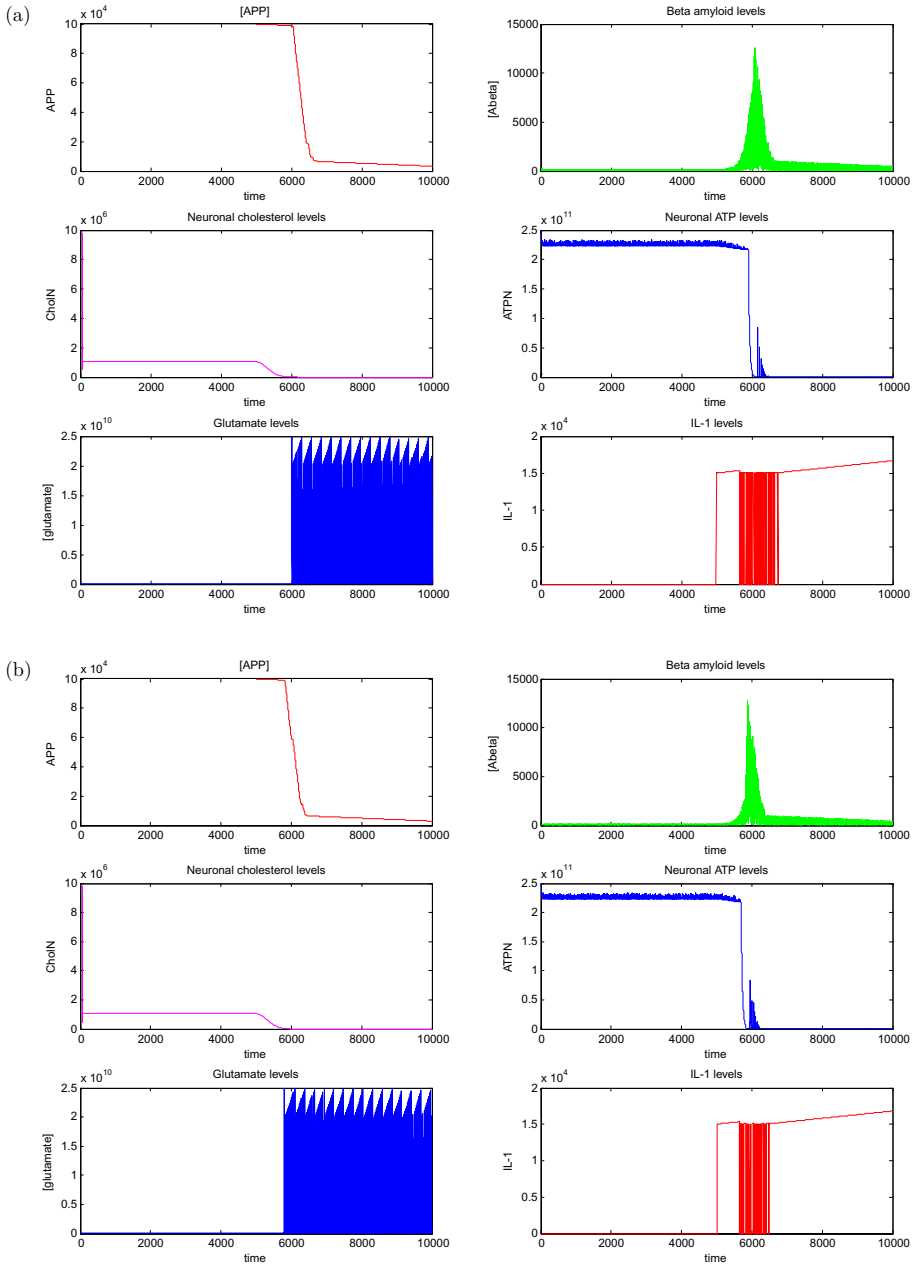 (a)
[APP]
x 10^4
10
8
6
4
2
0
APP
0 2000 4000 6000 8000 10000
time
Beta amyloid levels
15000
10000
5000
0
[Abeta]
0 2000 4000 6000 8000 10000
time
Neuronal cholesterol levels
x 10^6
10
8
6
4
2
0
CholN
0 2000 4000 6000 8000 10000
time
Neuronal ATP levels
x 10^11
2.5
2
1.5
1
0.5
0
ATPN
0 2000 4000 6000 8000 10000
time
Glutamate levels
x 10^10
2.5
2
1.5
1
0.5
0
[glutamate]
0 2000 4000 6000 8000 10000
time
IL-1 levels
x 10^4
2
1.5
1
0.5
0
IL-1
0 2000 4000 6000 8000 10000
time
(b)
[APP]
x 10^4
10
8
6
4
2
0
APP
0 2000 4000 6000 8000 10000
time
Beta amyloid levels
15000
10000
5000
0
[Abeta]
0 2000 4000 6000 8000 10000
time
Neuronal cholesterol levels
x 10^6
10
8
6
4
2
0
CholN
0 2000 4000 6000 8000 10000
time
Neuronal ATP levels
x 10^11
2.5
2
1.5
1
0.5
0
ATPN
0 2000 4000 6000 8000 10000
time
Glutamate levels
x 10^10
2.5
2
1.5
1
0.5
0
[glutamate]
0 2000 4000 6000 8000 10000
time
IL-1 levels
x 10^4
2
1.5
1
0.5
0
IL-1
0 2000 4000 6000 8000 10000
time